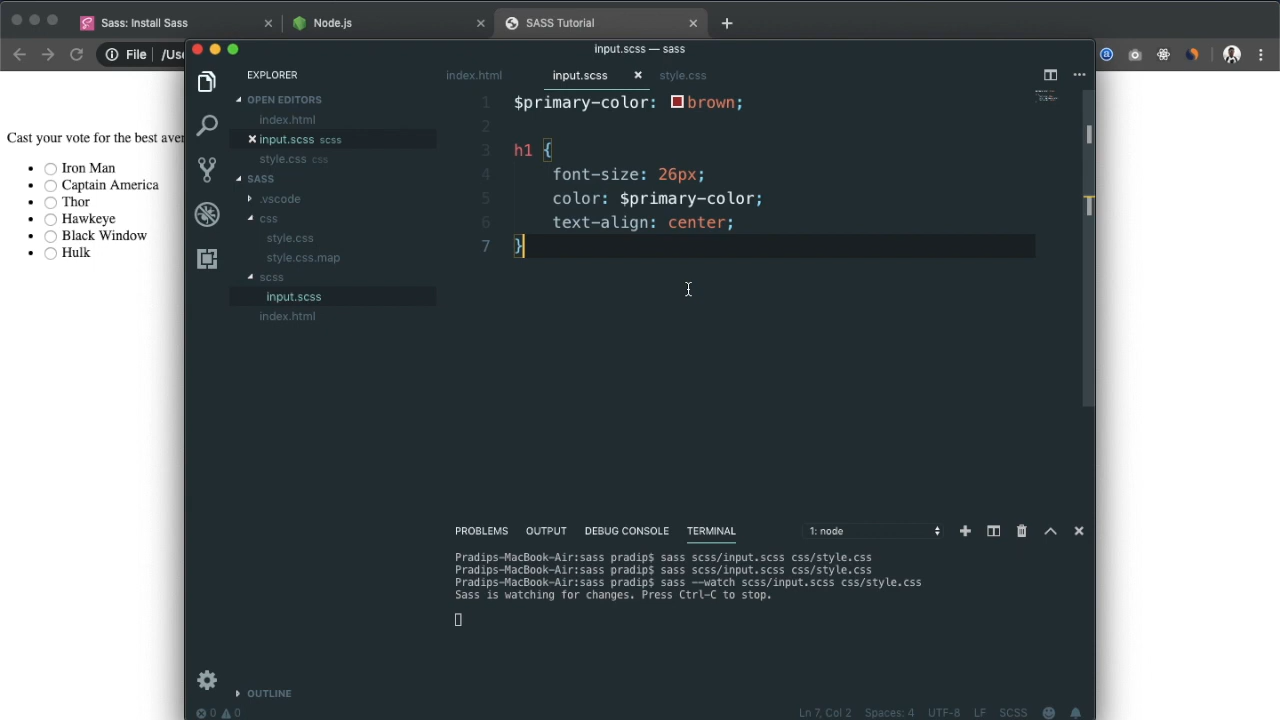 Sass: Install Sass
Node.js
SASS Tutorial
File
/Use
input.scss — sass
EXPLORER
OPEN EDITORS
index.html
input.scss scss
style.css css
SASS
.vscode
css
style.css
style.css.map
scss
input.scss
index.html
OUTLINE
index.html
input.scss
style.css
1 $primary-color: brown;
2
3 h1 {
4 font-size: 26px;
5 color: $primary-color;
6 text-align: center;
7 }
Cast your vote for the best aver
Iron Man
Captain America
Thor
Hawkeye
Black Window
Hulk
PROBLEMS
OUTPUT
DEBUG CONSOLE
TERMINAL
1: node
Pradips-MacBook-Air:sass pradip$ sass scss/input.scss css/style.css
Pradips-MacBook-Air:sass pradip$ sass scss/input.scss css/style.css
Pradips-MacBook-Air:sass pradip$ sass --watch scss/input.scss css/style.css
Sass is watching for changes. Press Ctrl-C to stop.
0 0
Ln 7, Col 2
Spaces: 4
UTF-8
LF
SCSS